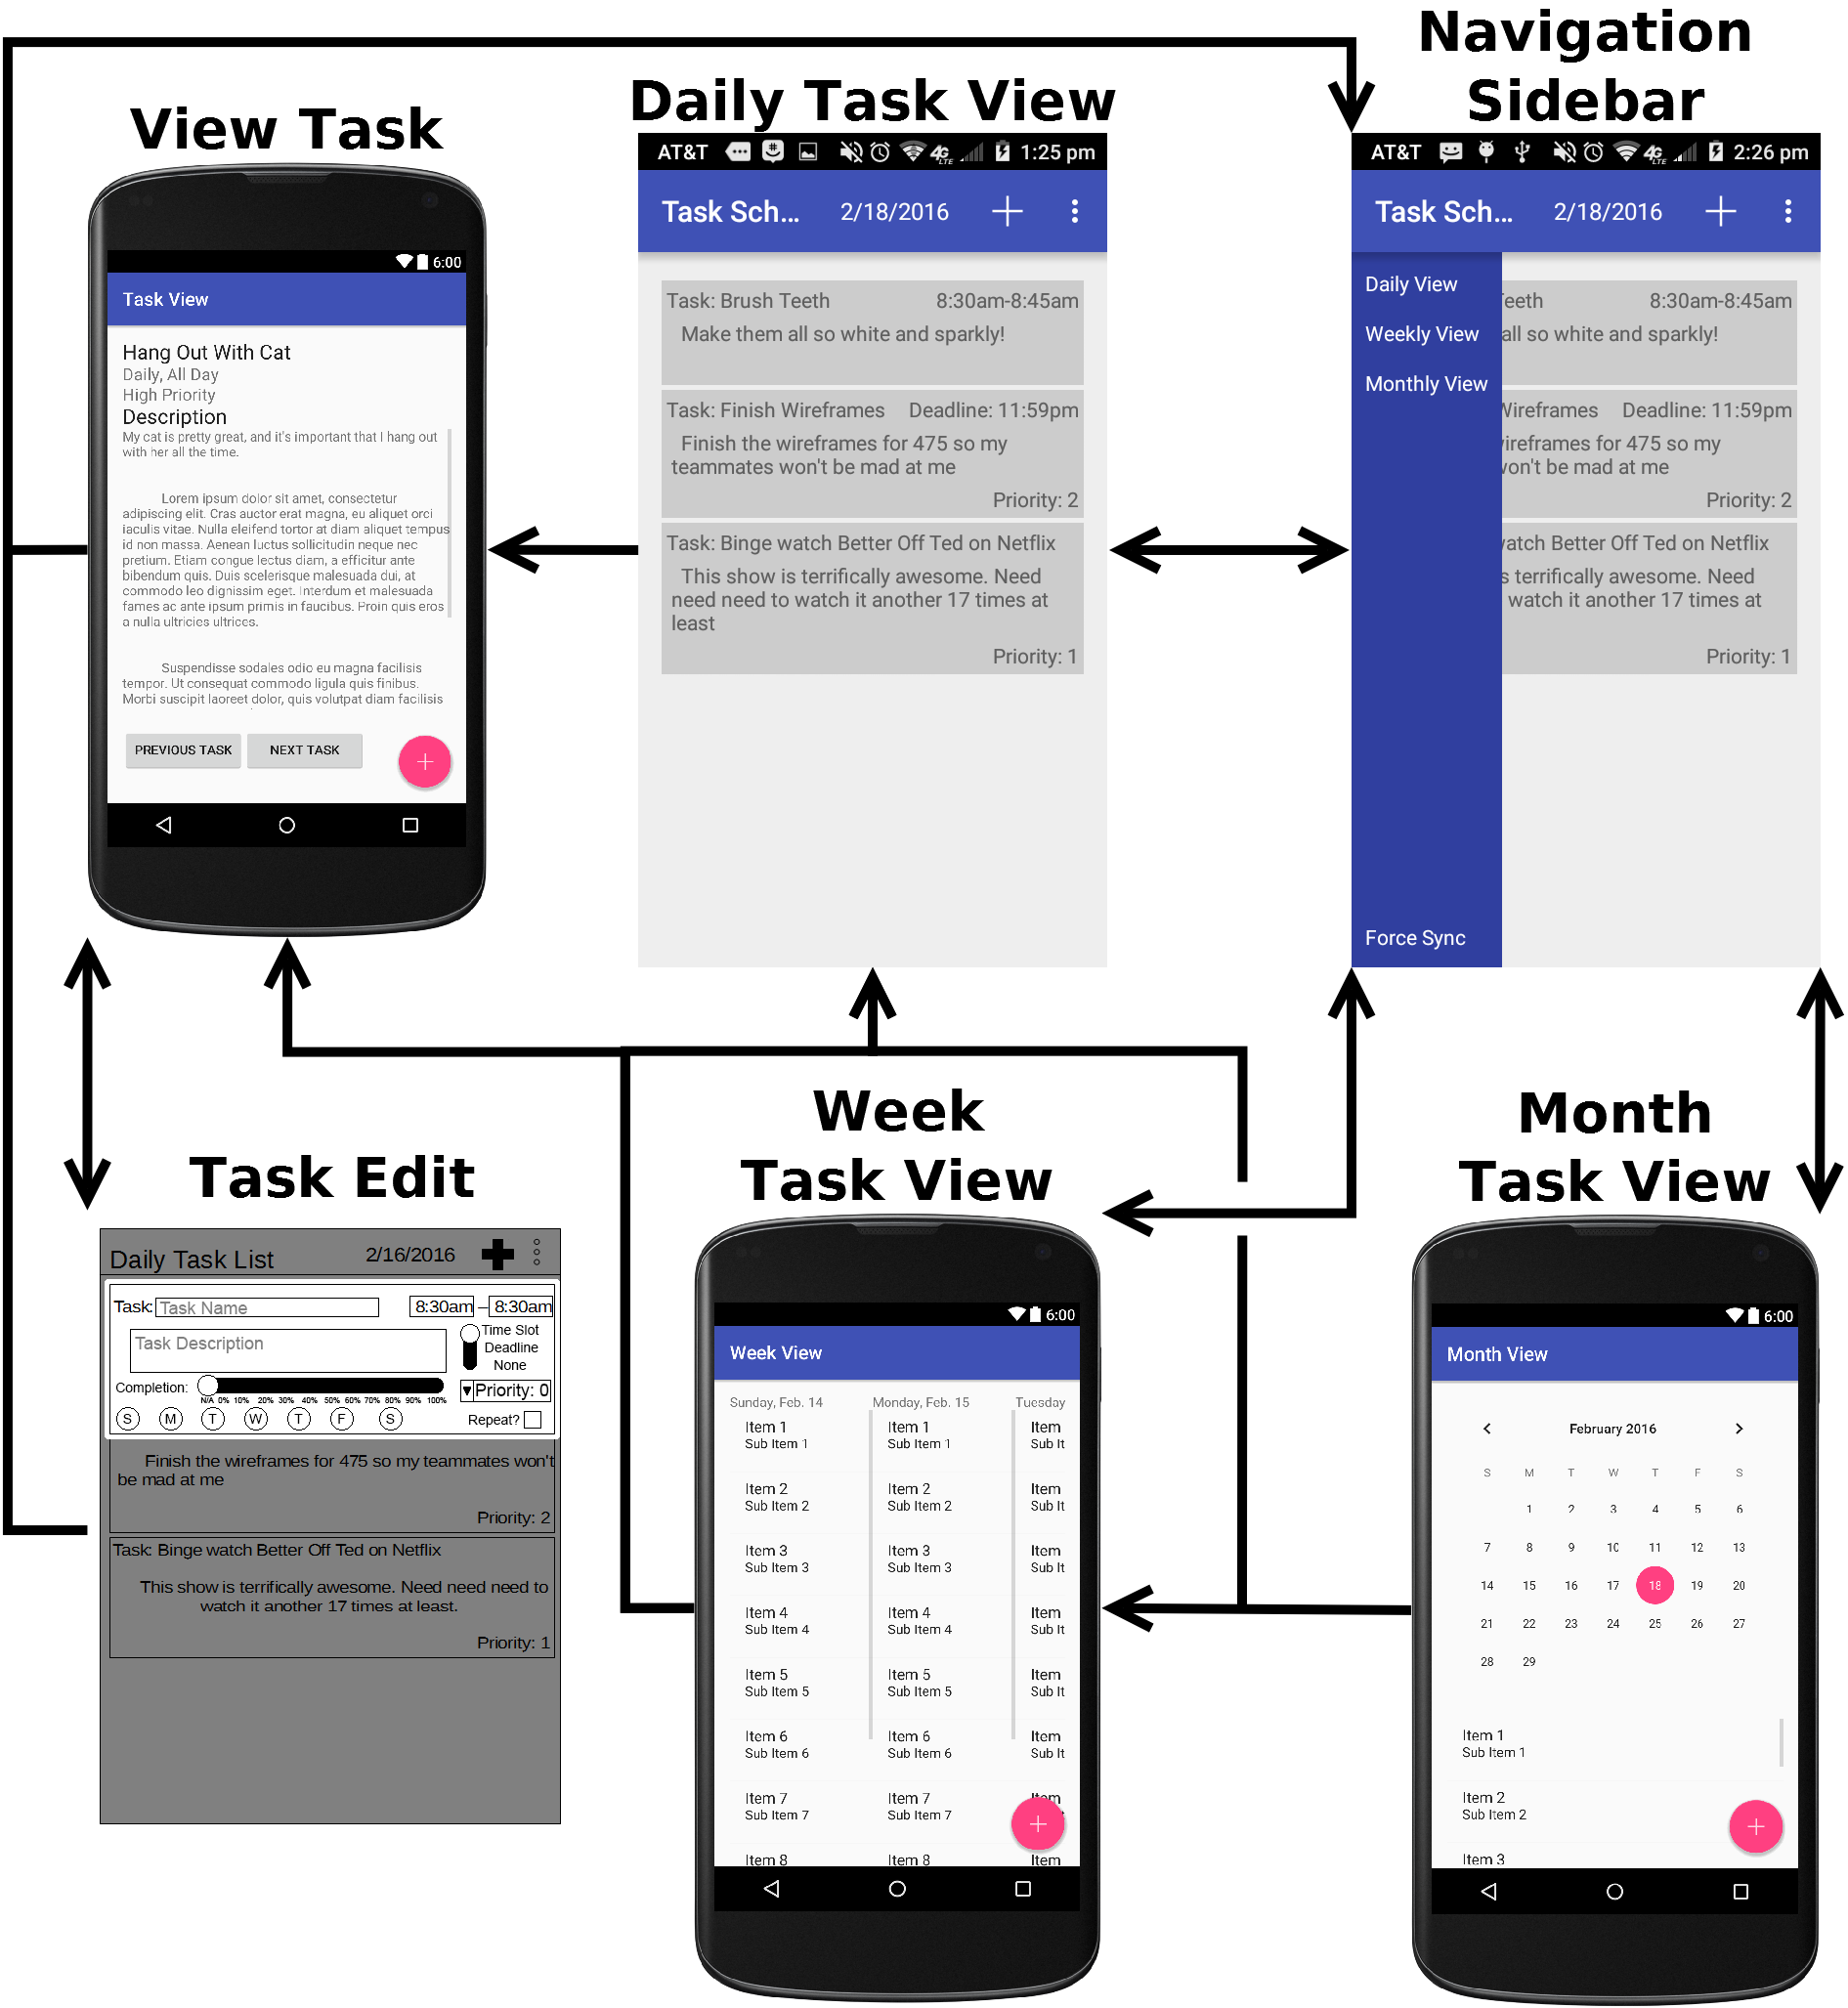 Navigation
Sidebar
Daily Task View
View Task
AT&T 4G LTE 1:25 pm
Task Sch... 2/18/2016
Task: Brush Teeth 8:30am-8:45am
Make them all so white and sparkly!
Task: Finish Wireframes Deadline: 11:59pm
Finish the wireframes for 475 so my
teammates won't be mad at me
Priority: 2
Task: Binge watch Better Off Ted on Netflix
This show is terrifically awesome. Need
need need to watch it another 17 times at
least
Priority: 1
AT&T 4G LTE 2:26 pm
Task Sch... 2/18/2016
Daily View
Weekly View
Monthly View
Force Sync
Teeth 8:30am-8:45am
all so white and sparkly!
Wireframes Deadline: 11:59pm
wireframes for 475 so my
won't be mad at me
Priority: 2
watch Better Off Ted on Netflix
s terrifically awesome. Need
watch it another 17 times at
Priority: 1
6:00
Task View
Hang Out With Cat
Daily, All Day
High Priority
Description
My cat is pretty great, and it's important that I hang out
with her all the time.
Lorem ipsum dolor sit amet, consectetur
adipiscing elit. Cras auctor erat magna, eu aliquet orci
iaculis vitae. Nulla eleifend tortor at diam aliquet tempus
id non massa. Aenean luctus sollicitudin neque nec
pretium. Etiam congue lectus diam, a efficitur ante
bibendum quis. Duis scelerisque malesuada dui, at
commodo leo dignissim eget. Interdum et malesuada
fames ac ante ipsum primis in faucibus. Proin quis eros
a nulla ultricies ultrices.
Suspendisse sodales odio eu magna facilisis
tempor. Ut consequat commodo ligula quis finibus.
Morbi suscipit laoreet dolor, quis volutpat diam facilisis
PREVIOUS TASK NEXT TASK
Task Edit
Daily Task List 2/16/2016
Task: Task Name 8:30am – 8:30am
Task Description
Time Slot
Deadline
None
Completion:
N/A 0% 10% 20% 30% 40% 50% 60% 70% 80% 90% 100%
Priority: 0
S M T W T F S Repeat?
Finish the wireframes for 475 so my teammates won't
be mad at me
Priority: 2
Task: Binge watch Better Off Ted on Netflix
This show is terrifically awesome. Need need need to
watch it another 17 times at least.
Priority: 1
Week
Task View
6:00
Week View
Sunday, Feb. 14 Monday, Feb. 15 Tuesday
Item 1 Item 1 Item
Sub Item 1 Sub Item 1 Sub It
Item 2 Item 2 Item
Sub Item 2 Sub Item 2 Sub It
Item 3 Item 3 Item
Sub Item 3 Sub Item 3 Sub It
Item 4 Item 4 Item
Sub Item 4 Sub Item 4 Sub It
Item 5 Item 5 Item
Sub Item 5 Sub Item 5 Sub It
Item 6 Item 6 Item
Sub Item 6 Sub Item 6 Sub It
Item 7 Item 7 Item
Sub Item 7 Sub Item 7
Item 8 Item 8 Item
Month
Task View
6:00
Month View
February 2016
S M T W T F S
1 2 3 4 5 6
7 8 9 10 11 12 13
14 15 16 17 18 19 20
21 22 23 24 25 26 27
28 29
Item 1
Sub Item 1
Item 2
Sub Item 2
Item 3